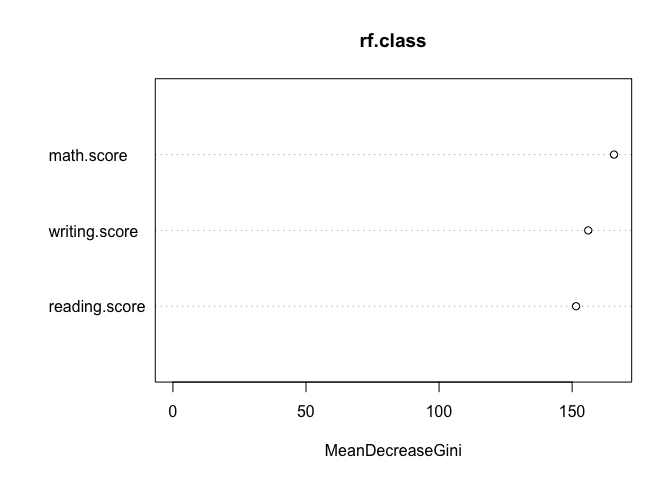 rf.class
math.score
writing.score
reading.score
0 50 100 150
MeanDecreaseGini